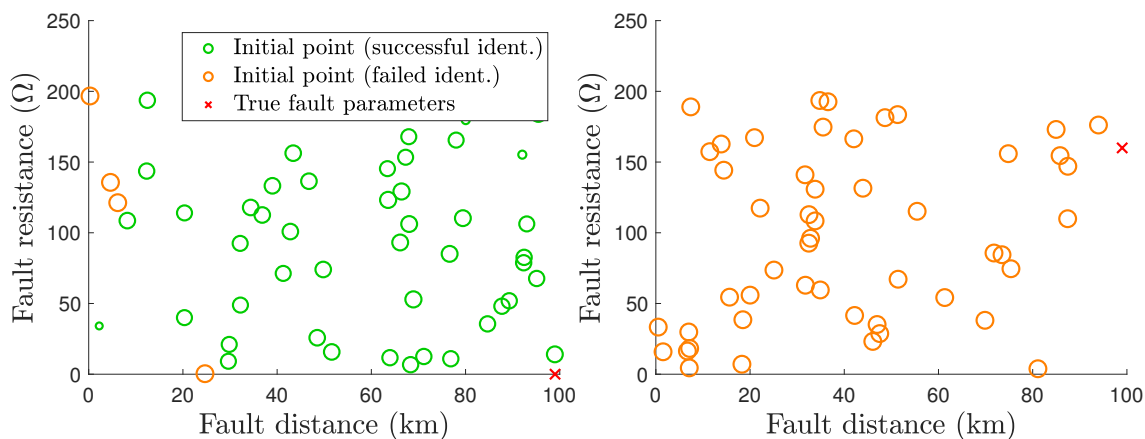 250
200
150
100
50
0
Fault resistance (Ω)
0 20 40 60 80 100
Fault distance (km)
Initial point (successful ident.)
Initial point (failed ident.)
True fault parameters
250
200
150
100
50
0
Fault resistance (Ω)
0 20 40 60 80 100
Fault distance (km)